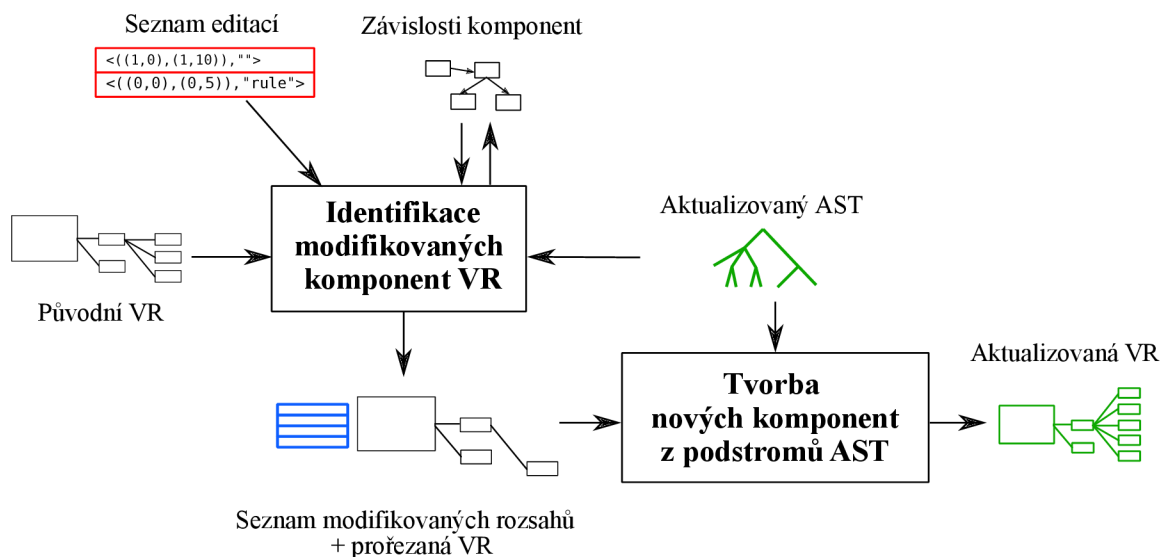 Seznam editací
<((1,0),(1,10)),"">
<((0,0),(0,5)),"rule">
Závislosti komponent
Identifikace
modifikovaných
komponent VR
Aktualizovaný AST
Původní VR
Tvorba
nových komponent
z podstromů AST
Aktualizovaná VR
Seznam modifikovaných rozsahů
+ prořezaná VR